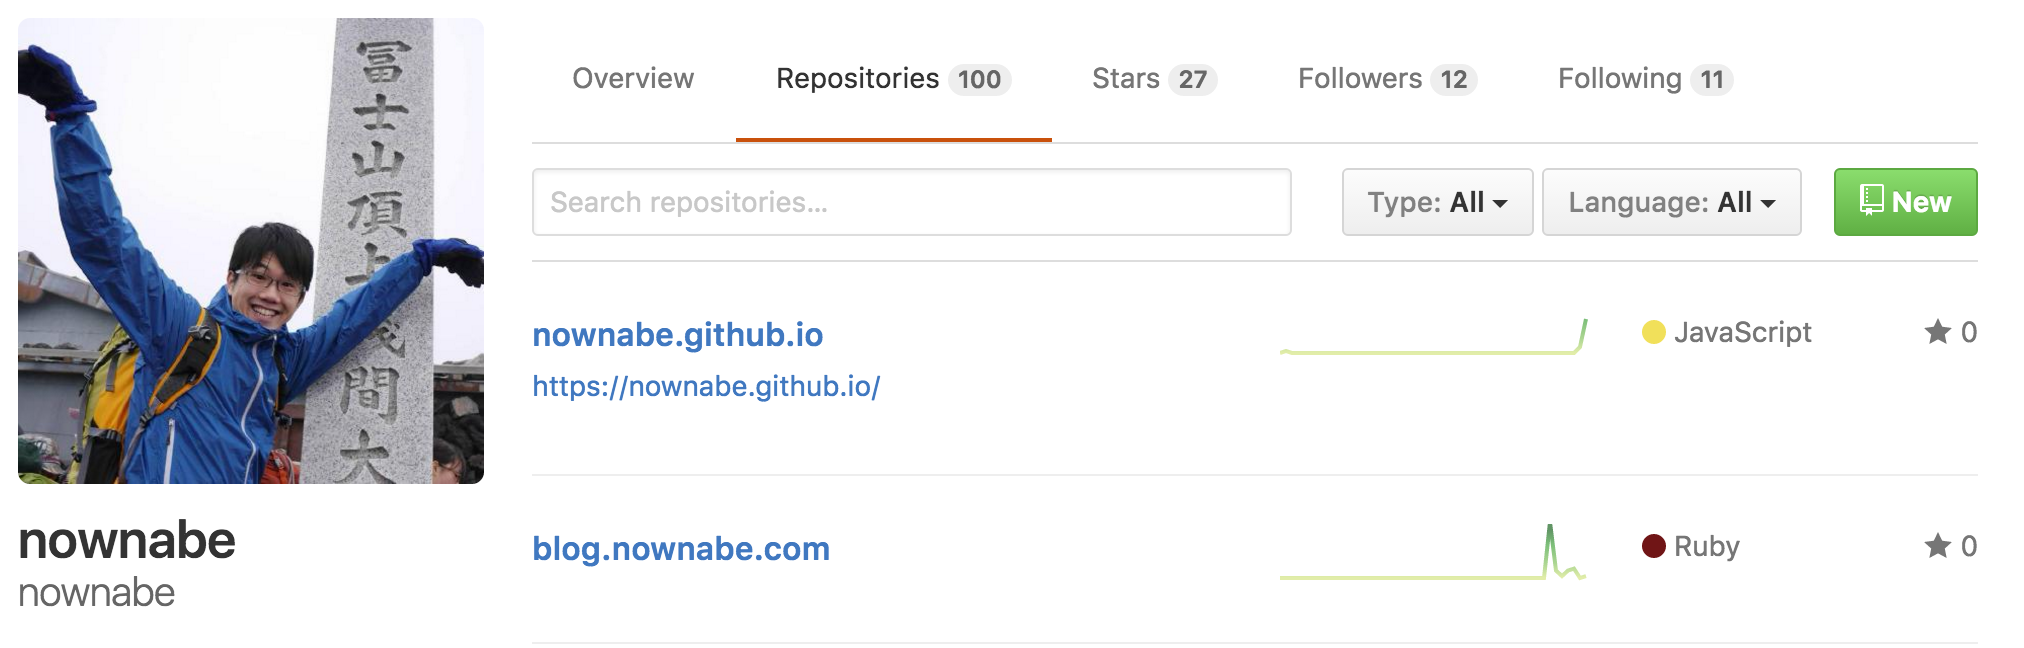 冨士山頂上浅間大
nownabe
nownabe
Overview
Repositories 100
Stars 27
Followers 12
Following 11
Search repositories...
Type: All
Language: All
New
nownabe.github.io
JavaScript
0
https://nownabe.github.io/
blog.nownabe.com
Ruby
0